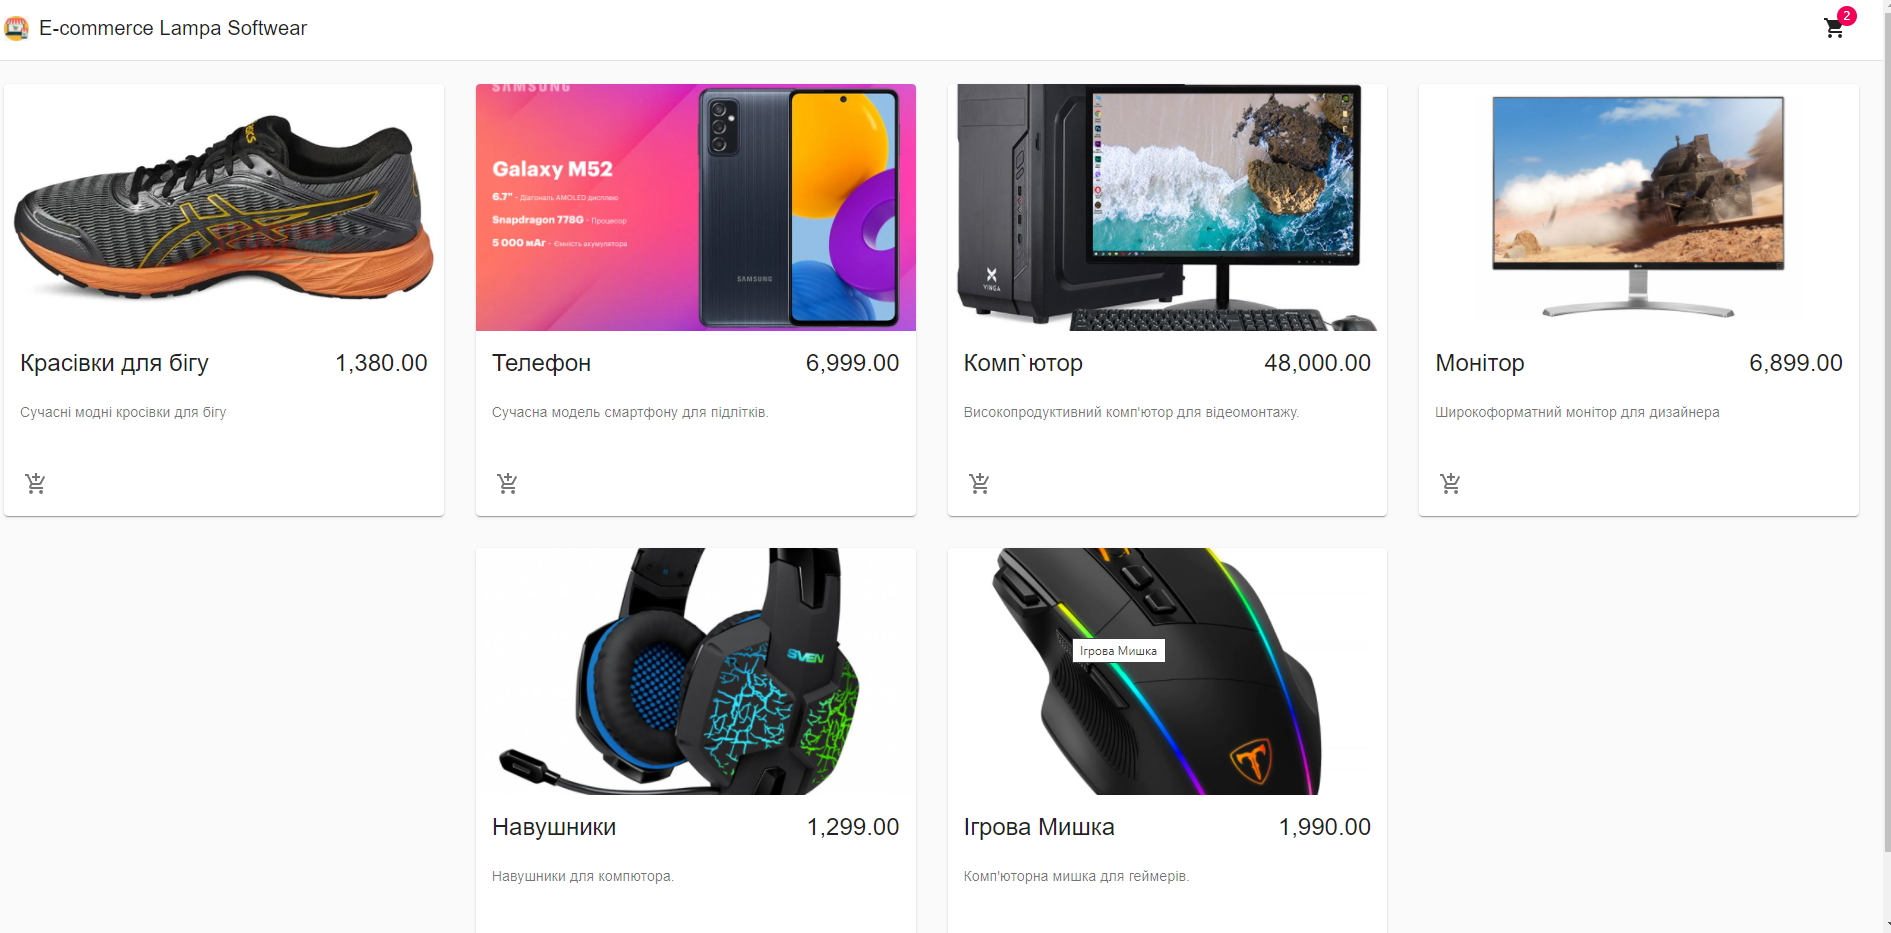 E-commerce Lampa Softwear
2
ASICS
SAMSUNG
Galaxy M52
6.7" - Діагональ AMOLED дисплею
Snapdragon 778G - Процесор
5 000 мАг - Ємність акумулятора
SAMSUNG
VINGA
LG
Красівки для бігу 1,380.00
Сучасні модні кросівки для бігу
Телефон 6,999.00
Сучасна модель смартфону для підлітків.
Комп`ютор 48,000.00
Високопродуктивний комп'ютор для відеомонтажу.
Монітор 6,899.00
Широкоформатний монітор для дизайнера
SVEN
Ігрова Мишка
Навушники 1,299.00
Навушники для компютора.
Ігрова Мишка 1,990.00
Комп'юторна мишка для геймерів.